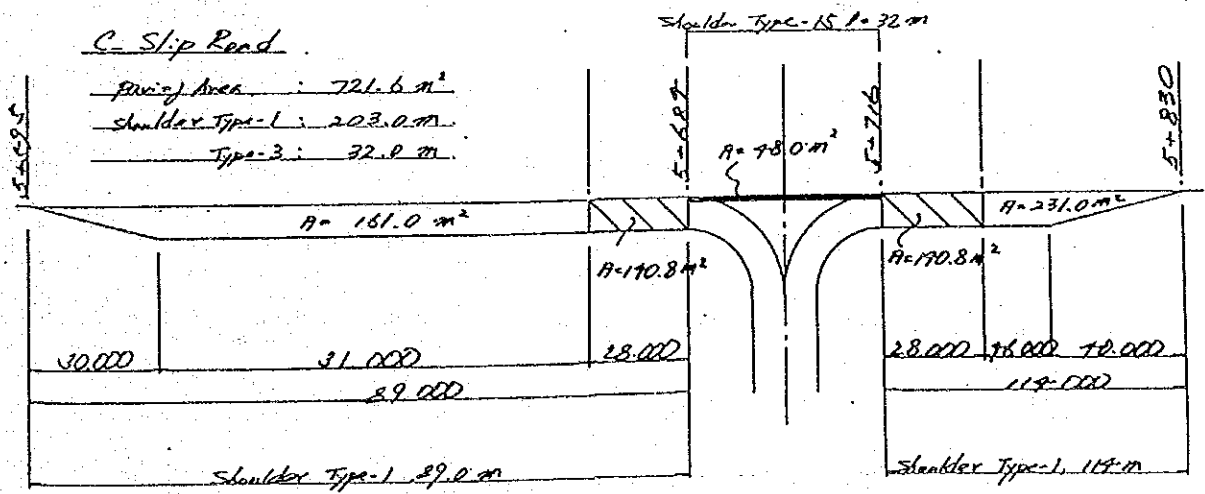 C- Slip Road
Paving Area : 721.6 m²
Shoulder Type-1 : 203.0 m.
Type-3 : 32.0 m.
Shoulder Type-15 l=32 m
5+595
5+684
5+716
5+830
A= 48.0 m²
A= 161.0 m²
A=140.8 m²
A=140.8 m²
A=231.0 m²
30.000
31.000
28.000
28.000
46.000
40.000
89.000
114.000
Shoulder Type-1 89.0 m
Shoulder Type-1, 114 m